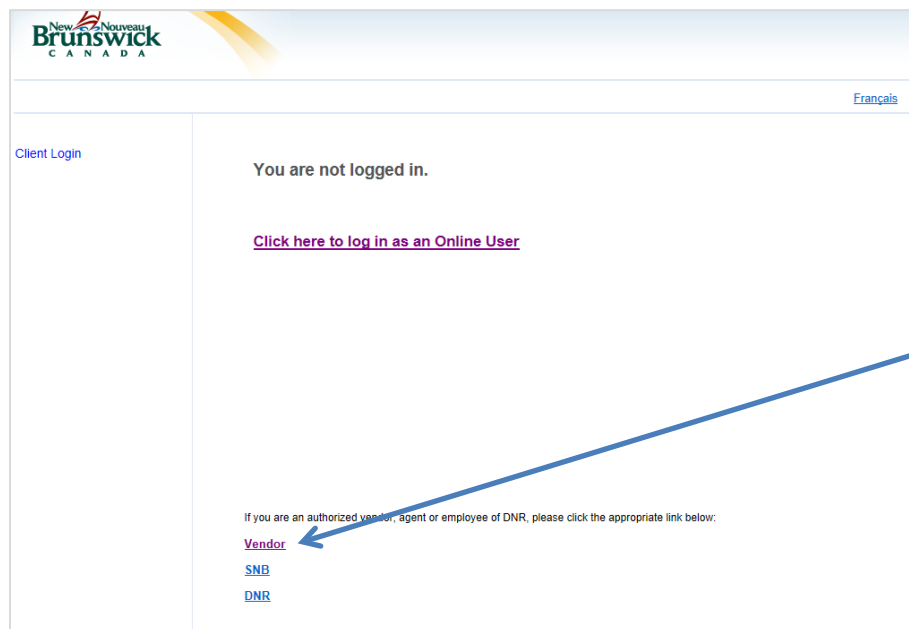 New Nouveau
Brunswick
CANADA
Français
Client Login
You are not logged in.
Click here to log in as an Online User
If you are an authorized vendor, agent or employee of DNR, please click the appropriate link below:
Vendor
SNB
DNR